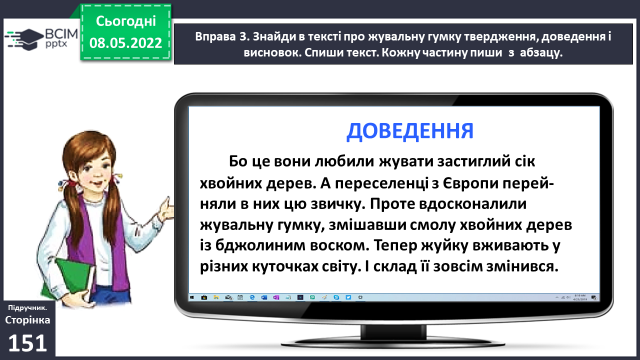 Сьогодні
08.05.2022
BCIM
pptx
Вправа 3. Знайди в тексті про жувальну гумку твердження, доведення і
висновок. Спиши текст. Кожну частину пиши з абзацу.
ДОВЕДЕННЯ
Бо це вони любили жувати застиглий сік
хвойних дерев. А переселенці з Європи перей-
няли в них цю звичку. Проте вдосконалили
жувальну гумку, змішавши смолу хвойних дерев
із бджолиним воском. Тепер жуйку вживають у
різних куточках світу. І склад її зовсім змінився.
Підручник.
Сторінка
151